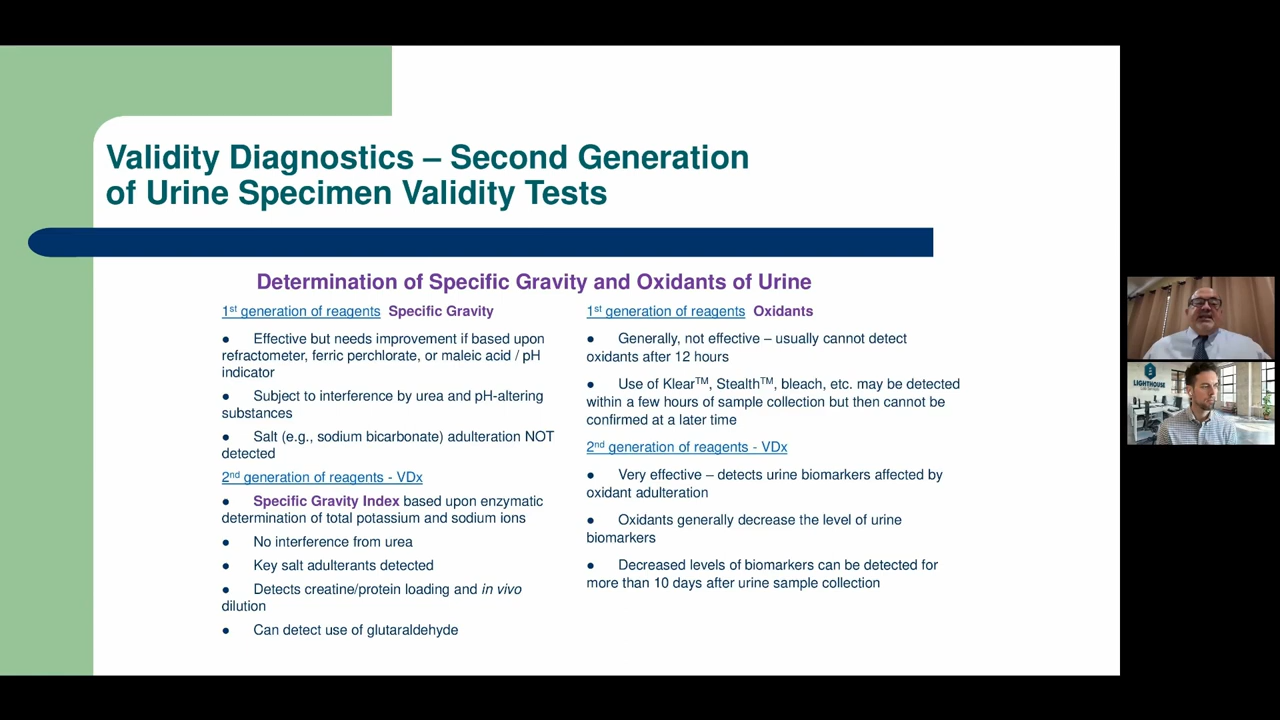 Validity Diagnostics – Second Generation
of Urine Specimen Validity Tests
Determination of Specific Gravity and Oxidants of Urine
1st generation of reagents Specific Gravity
● Effective but needs improvement if based upon
refractometer, ferric perchlorate, or maleic acid / pH
indicator
● Subject to interference by urea and pH-altering
substances
● Salt (e.g., sodium bicarbonate) adulteration NOT
detected
2nd generation of reagents - VDx
● Specific Gravity Index based upon enzymatic
determination of total potassium and sodium ions
● No interference from urea
● Key salt adulterants detected
● Detects creatine/protein loading and in vivo
dilution
● Can detect use of glutaraldehyde
1st generation of reagents Oxidants
● Generally, not effective – usually cannot detect
oxidants after 12 hours
● Use of Klear™, Stealth™, bleach, etc. may be detected
within a few hours of sample collection but then cannot be
confirmed at a later time
2nd generation of reagents - VDx
● Very effective – detects urine biomarkers affected by
oxidant adulteration
● Oxidants generally decrease the level of urine
biomarkers
● Decreased levels of biomarkers can be detected for
more than 10 days after urine sample collection
LIGHTHOUSE